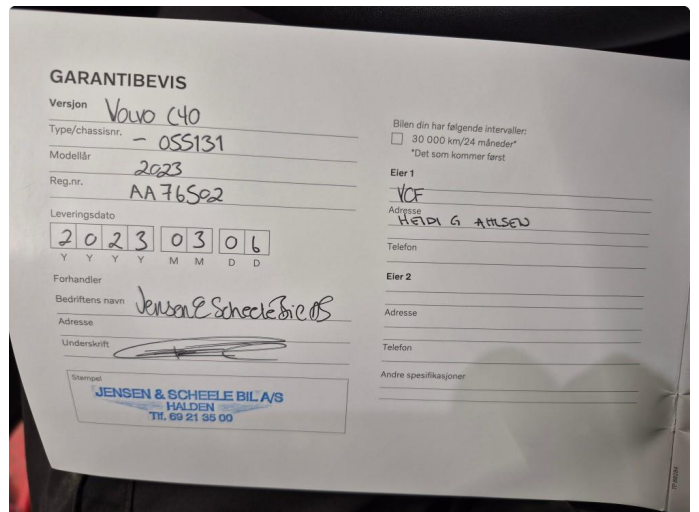 GARANTIBEVIS
Versjon Volvo C40
Type/chassisnr. - 055131
Modellår 2023
Reg.nr. AA76502
Leveringsdato
2 0 2 3 0 3 0 6
Y Y Y Y M M D D
Forhandler
Bedriftens navn Jensen & Scheele Bil AS
Adresse
Underskrift
Stempel
JENSEN & SCHEELE BIL A/S
HALDEN
Tlf. 69 21 35 00
Bilen din har følgende intervaller:
30 000 km/24 måneder*
*Det som kommer først
Eier 1
VCF
Adresse
HEIDI G AHLSEN
Telefon
Eier 2
Adresse
Telefon
Andre spesifikasjoner